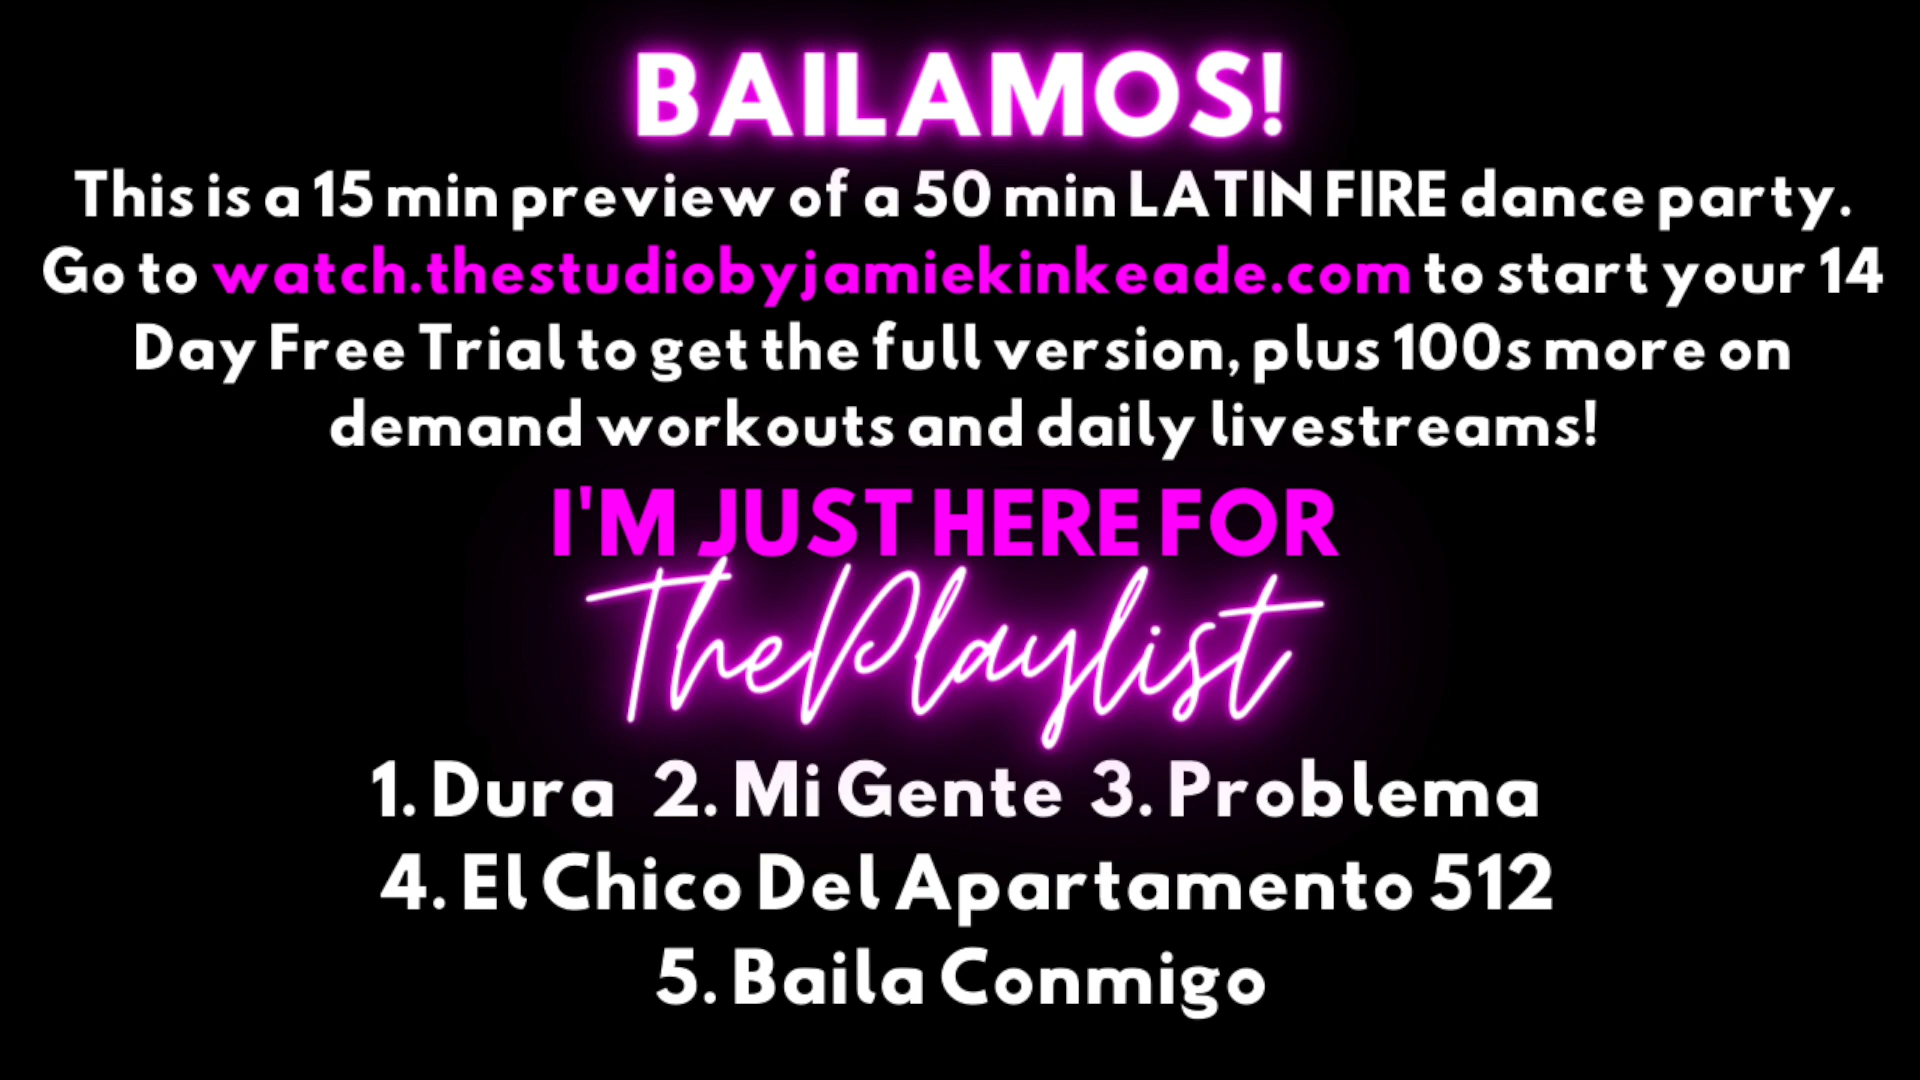 BAILAMOS!
This is a 15 min preview of a 50 min LATIN FIRE dance party.
Go to watch.thestudiobyjamiekinkeade.com to start your 14
Day Free Trial to get the full version, plus 100s more on
demand workouts and daily livestreams!
I'M JUST HERE FOR
The Playlist
1. Dura 2. Mi Gente 3. Problema
4. El Chico Del Apartamento 512
5. Baila Conmigo